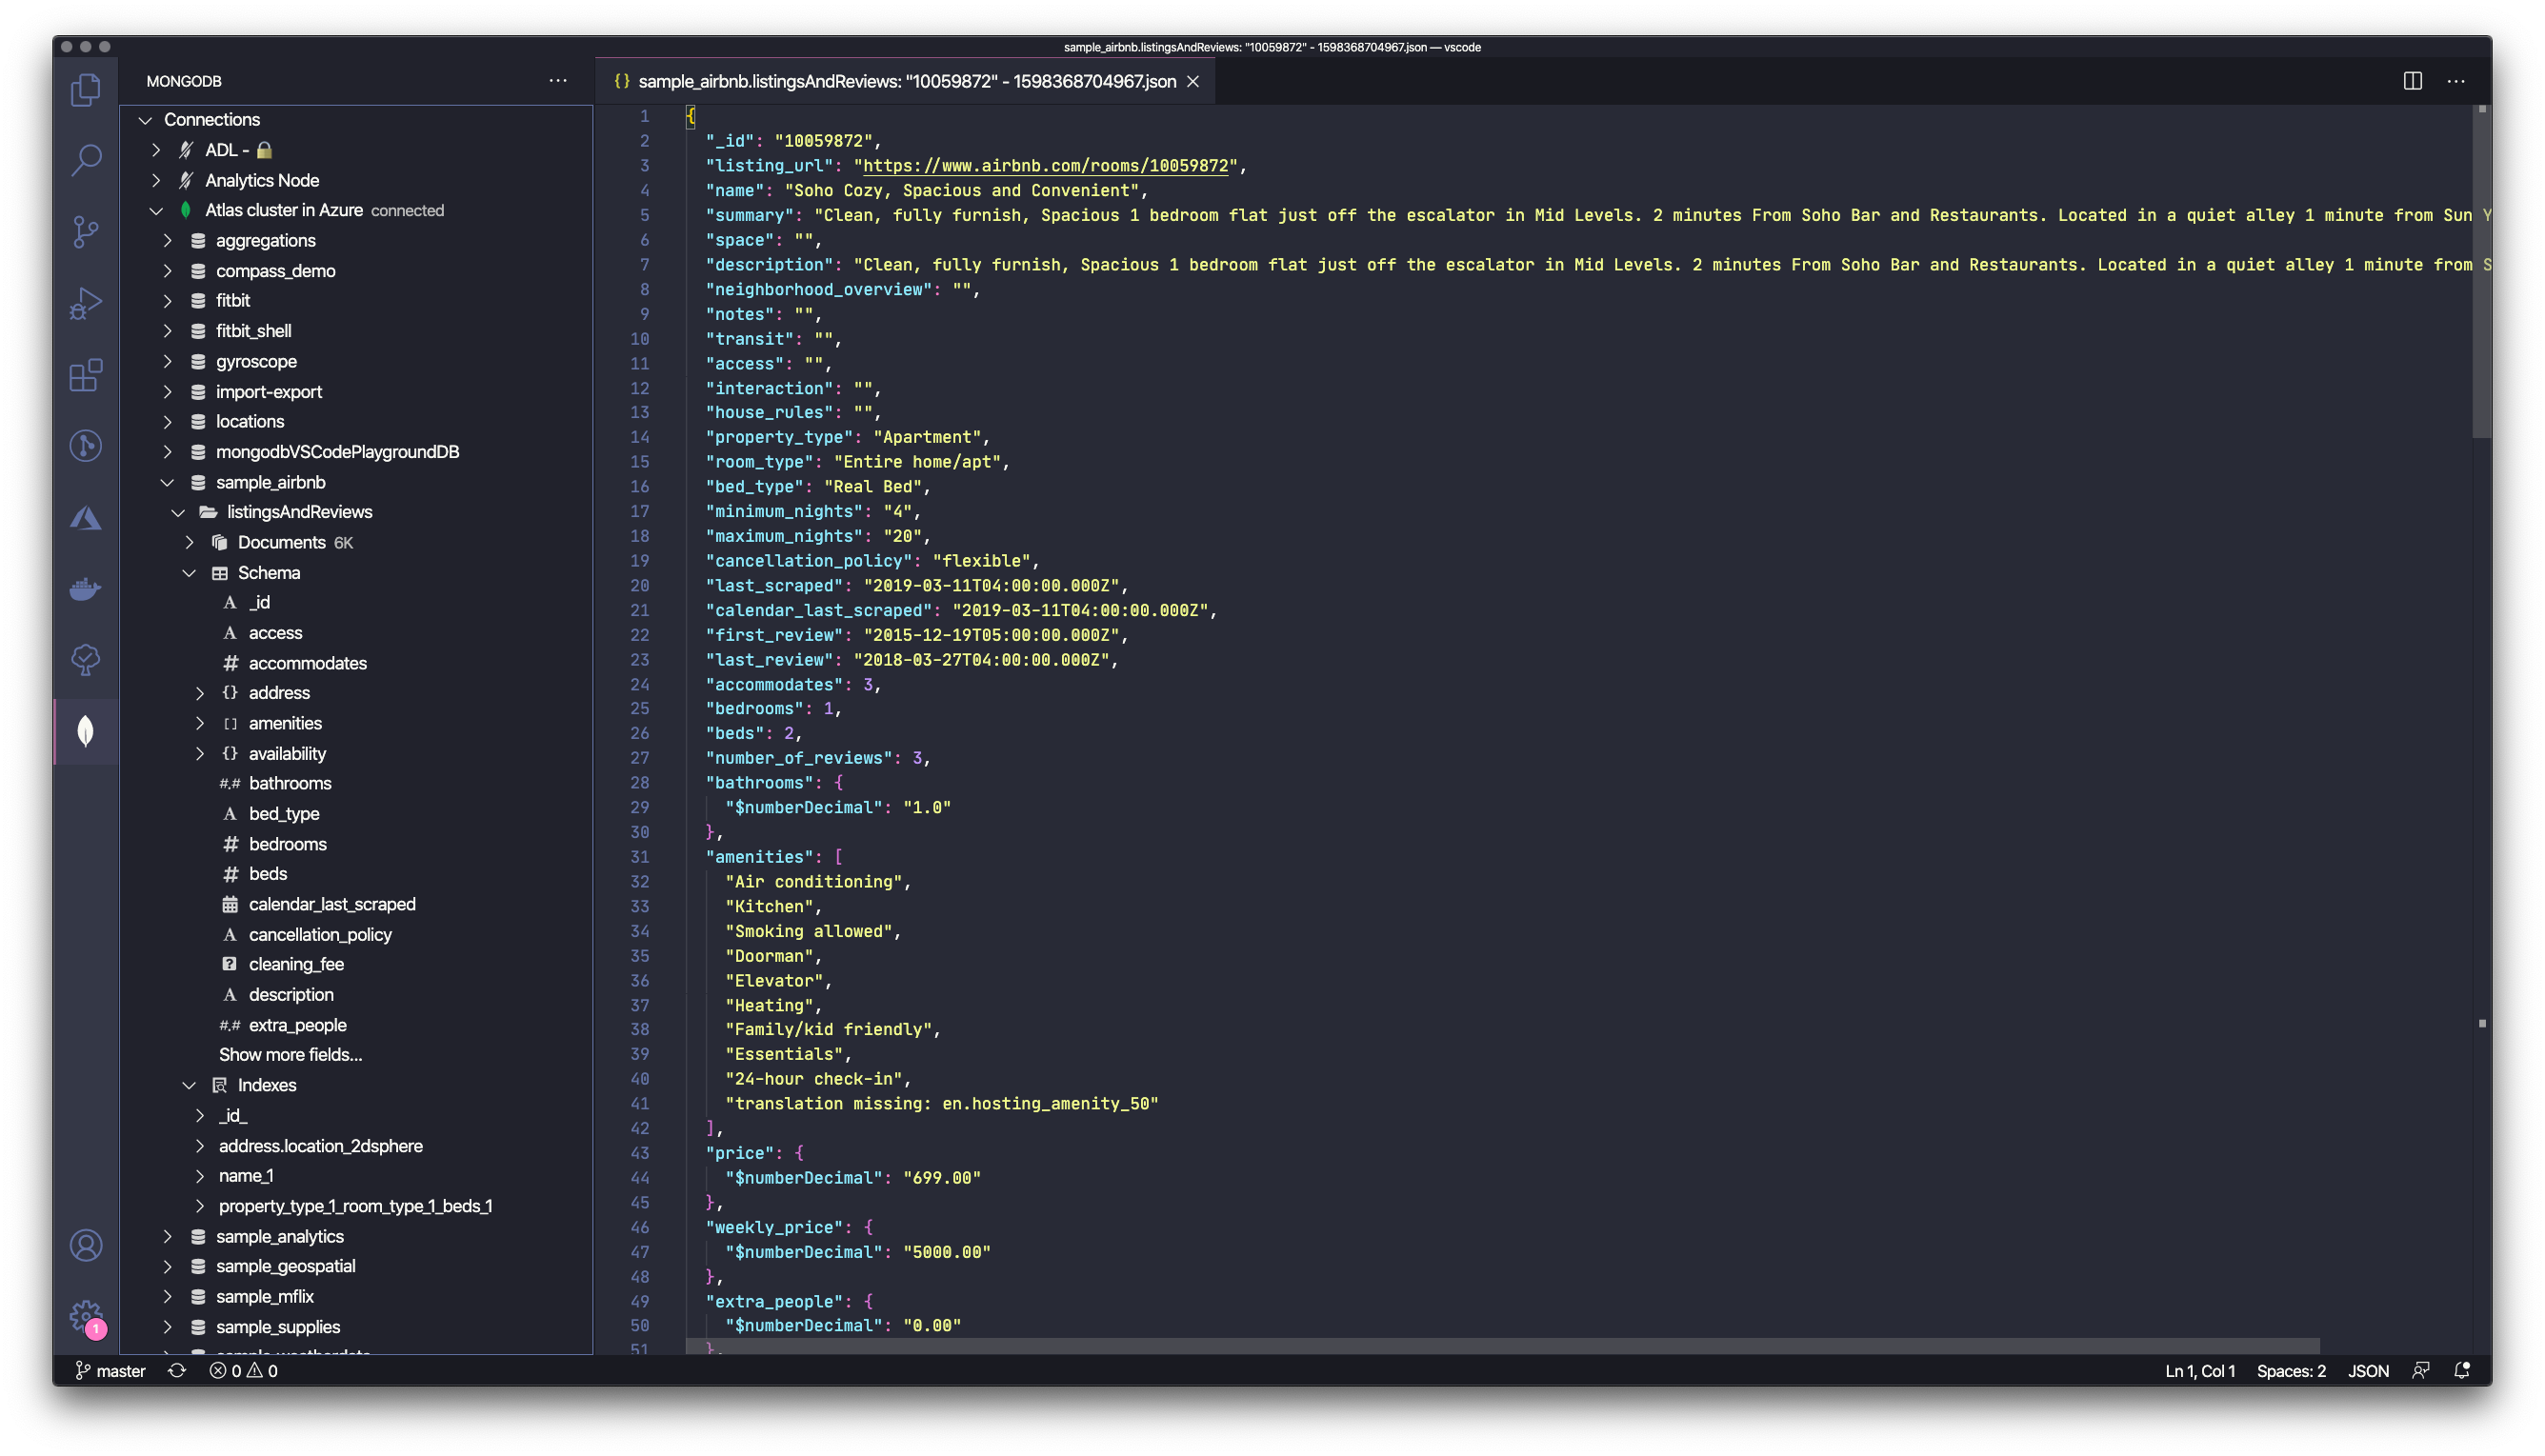 sample_airbnb.listingsAndReviews: "10059872" - 1598368704967.json — vscode
MONGODB
Connections
ADL -
Analytics Node
Atlas cluster in Azure connected
aggregations
compass_demo
fitbit
fitbit_shell
gyroscope
import-export
locations
mongodbVSCodePlaygroundDB
sample_airbnb
listingsAndReviews
Documents 6K
Schema
A _id
A access
# accommodates
{} address
[] amenities
{} availability
#.# bathrooms
A bed_type
# bedrooms
# beds
calendar_last_scraped
A cancellation_policy
? cleaning_fee
A description
#.# extra_people
Show more fields...
Indexes
_id_
address.location_2dsphere
name_1
property_type_1_room_type_1_beds_1
sample_analytics
sample_geospatial
sample_mflix
sample_supplies
{} sample_airbnb.listingsAndReviews: "10059872" - 1598368704967.json
1 {
2 "_id": "10059872",
3 "listing_url": "https://www.airbnb.com/rooms/10059872",
4 "name": "Soho Cozy, Spacious and Convenient",
5 "summary": "Clean, fully furnish, Spacious 1 bedroom flat just off the escalator in Mid Levels. 2 minutes From Soho Bar and Restaurants. Located in a quiet alley 1 minute from Sun Y
6 "space": "",
7 "description": "Clean, fully furnish, Spacious 1 bedroom flat just off the escalator in Mid Levels. 2 minutes From Soho Bar and Restaurants. Located in a quiet alley 1 minute from S
8 "neighborhood_overview": "",
9 "notes": "",
10 "transit": "",
11 "access": "",
12 "interaction": "",
13 "house_rules": "",
14 "property_type": "Apartment",
15 "room_type": "Entire home/apt",
16 "bed_type": "Real Bed",
17 "minimum_nights": "4",
18 "maximum_nights": "20",
19 "cancellation_policy": "flexible",
20 "last_scraped": "2019-03-11T04:00:00.000Z",
21 "calendar_last_scraped": "2019-03-11T04:00:00.000Z",
22 "first_review": "2015-12-19T05:00:00.000Z",
23 "last_review": "2018-03-27T04:00:00.000Z",
24 "accommodates": 3,
25 "bedrooms": 1,
26 "beds": 2,
27 "number_of_reviews": 3,
28 "bathrooms": {
29 "$numberDecimal": "1.0"
30 },
31 "amenities": [
32 "Air conditioning",
33 "Kitchen",
34 "Smoking allowed",
35 "Doorman",
36 "Elevator",
37 "Heating",
38 "Family/kid friendly",
39 "Essentials",
40 "24-hour check-in",
41 "translation missing: en.hosting_amenity_50"
42 ],
43 "price": {
44 "$numberDecimal": "699.00"
45 },
46 "weekly_price": {
47 "$numberDecimal": "5000.00"
48 },
49 "extra_people": {
50 "$numberDecimal": "0.00"
51 },
1
master 0 0 Ln 1, Col 1 Spaces: 2 JSON